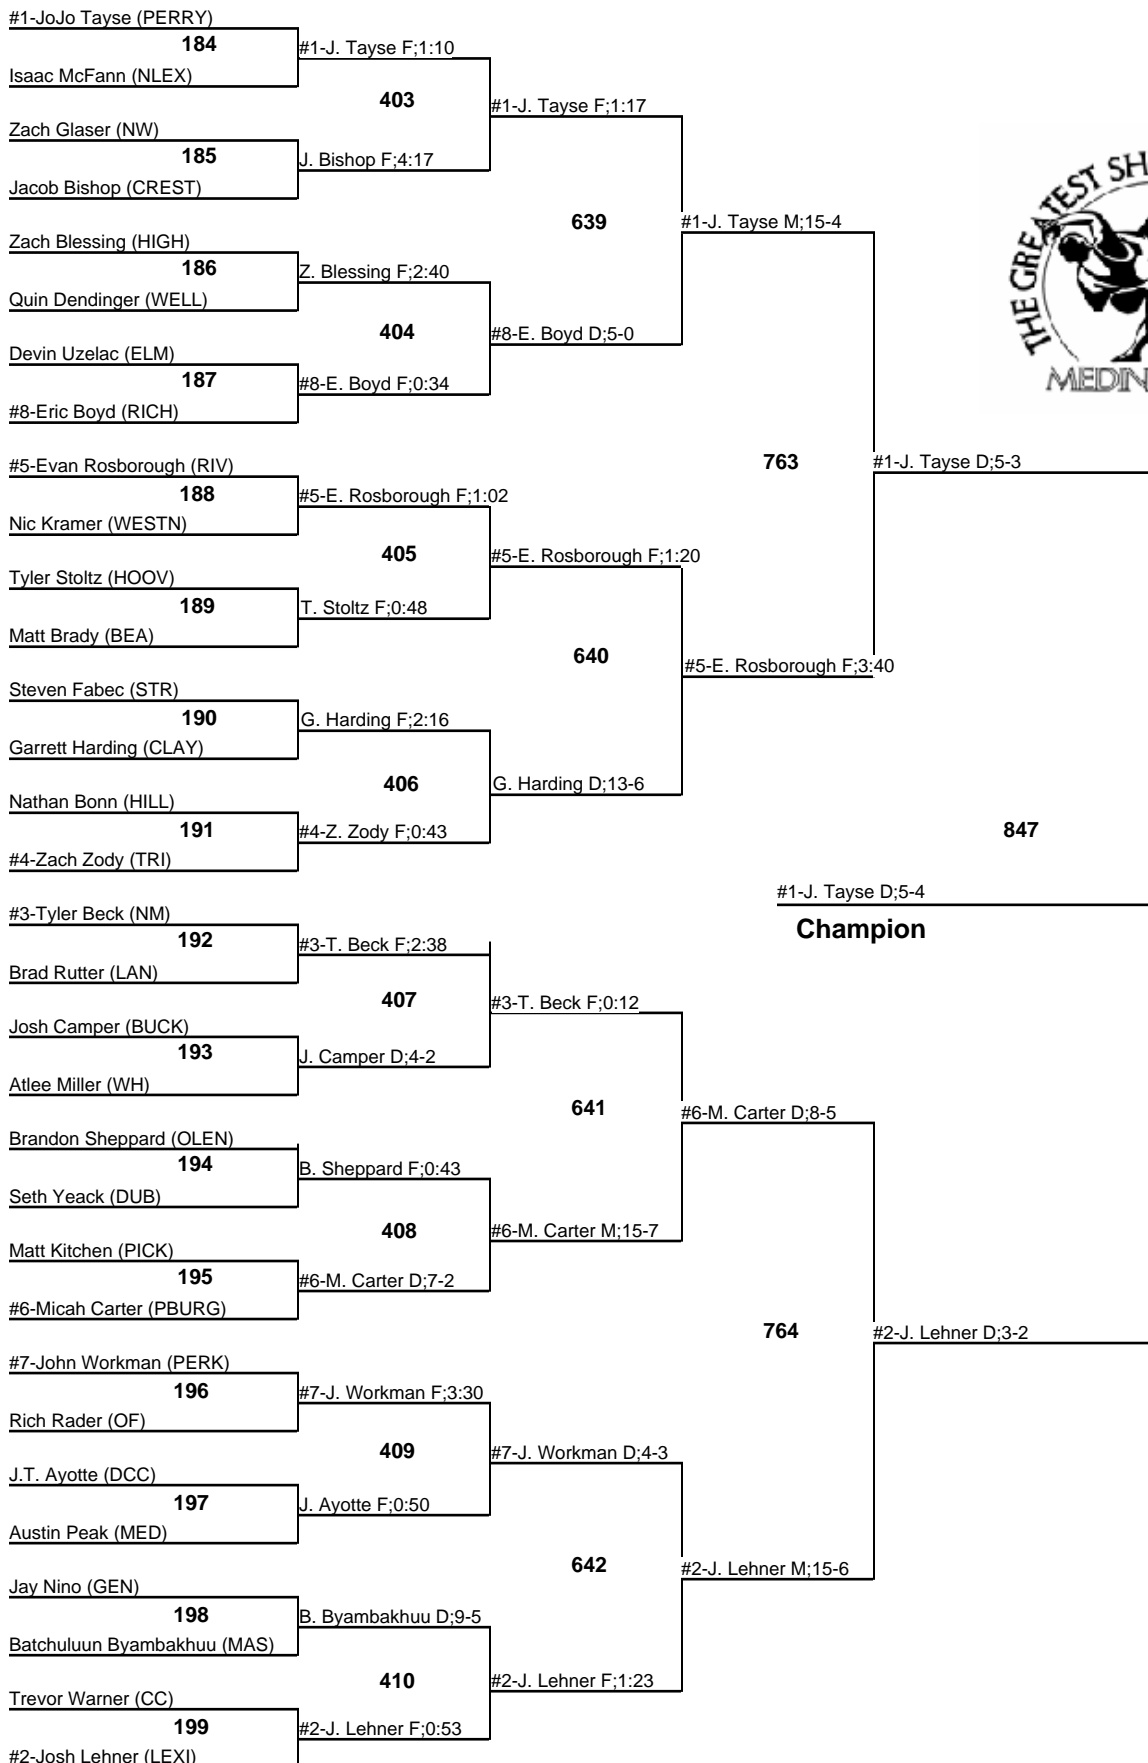 #1-JoJo Tayse (PERRY)
184
#1-J. Tayse F;1:10
Isaac McFann (NLEX)
403
#1-J. Tayse F;1:17
Zach Glaser (NW)
185
J. Bishop F;4:17
Jacob Bishop (CREST)
639
#1-J. Tayse M;15-4
Zach Blessing (HIGH)
186
Z. Blessing F;2:40
Quin Dendinger (WELL)
404
#8-E. Boyd D;5-0
Devin Uzelac (ELM)
187
#8-E. Boyd F;0:34
#8-Eric Boyd (RICH)
THE GREATEST SH
MEDIN
763
#1-J. Tayse D;5-3
#5-Evan Rosborough (RIV)
188
#5-E. Rosborough F;1:02
Nic Kramer (WESTN)
405
#5-E. Rosborough F;1:20
Tyler Stoltz (HOOV)
189
T. Stoltz F;0:48
Matt Brady (BEA)
640
#5-E. Rosborough F;3:40
Steven Fabec (STR)
190
G. Harding F;2:16
Garrett Harding (CLAY)
406
G. Harding D;13-6
Nathan Bonn (HILL)
191
#4-Z. Zody F;0:43
#4-Zach Zody (TRI)
847
#1-J. Tayse D;5-4
Champion
#3-Tyler Beck (NM)
192
#3-T. Beck F;2:38
Brad Rutter (LAN)
407
#3-T. Beck F;0:12
Josh Camper (BUCK)
193
J. Camper D;4-2
Atlee Miller (WH)
641
#6-M. Carter D;8-5
Brandon Sheppard (OLEN)
194
B. Sheppard F;0:43
Seth Yeack (DUB)
408
#6-M. Carter M;15-7
Matt Kitchen (PICK)
195
#6-M. Carter D;7-2
#6-Micah Carter (PBURG)
764
#2-J. Lehner D;3-2
#7-John Workman (PERK)
196
#7-J. Workman F;3:30
Rich Rader (OF)
409
#7-J. Workman D;4-3
J.T. Ayotte (DCC)
197
J. Ayotte F;0:50
Austin Peak (MED)
642
#2-J. Lehner M;15-6
Jay Nino (GEN)
198
B. Byambakhuu D;9-5
Batchuluun Byambakhuu (MAS)
410
#2-J. Lehner F;1:23
Trevor Warner (CC)
199
#2-J. Lehner F;0:53
#2-Josh Lehner (LEXI)